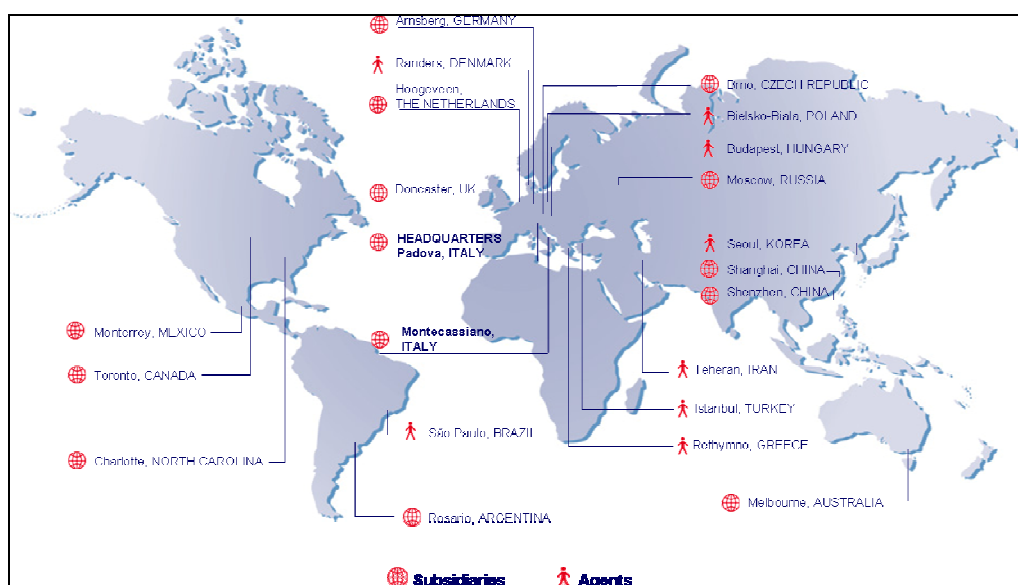 Arnsberg, GERMANY
Randers, DENMARK
Hoogeveen,
THE NETHERLANDS
Brno, CZECH REPUBLIC
Bielsko-Biala, POLAND
Budapest, HUNGARY
Doncaster, UK
Moscow, RUSSIA
HEADQUARTERS
Padova, ITALY
Seoul, KOREA
Shanghai, CHINA
Shenzhen, CHINA
Monterrey, MEXICO
Montecassiano,
ITALY
Toronto, CANADA
Teheran, IRAN
Istanbul, TURKEY
São Paulo, BRAZIL
Rethymno, GREECE
Charlotte, NORTH CAROLINA
Melbourne, AUSTRALIA
Rosario, ARGENTINA
Subsidiaries
Agents